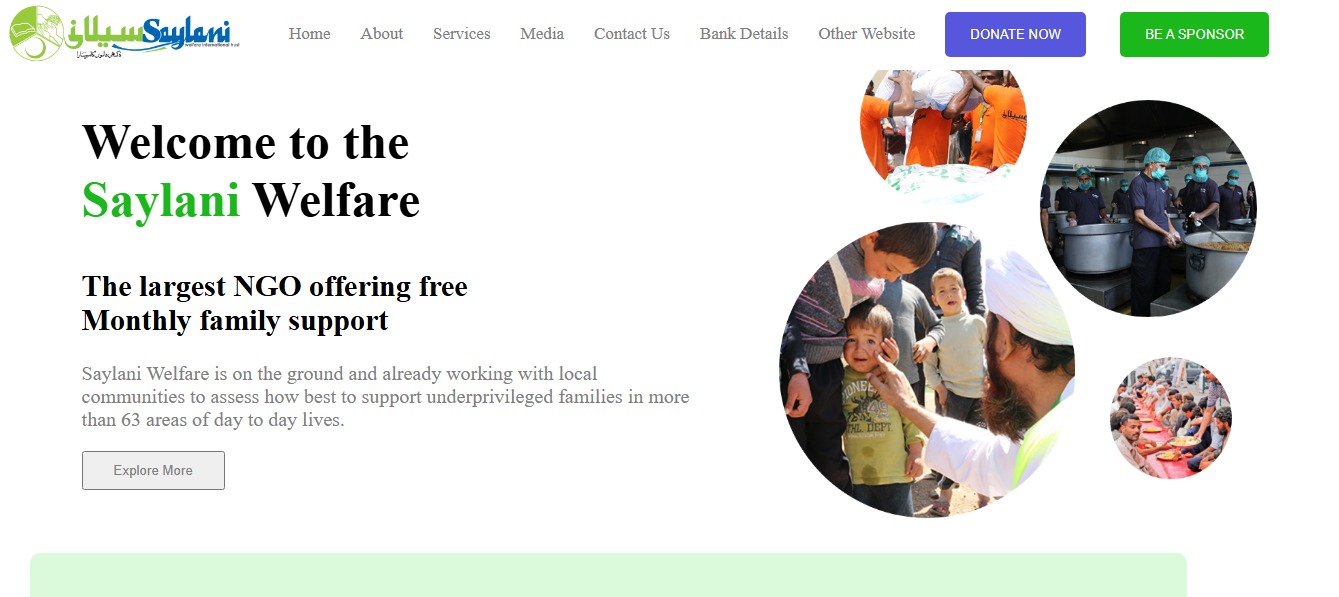 سیلانی Saylani
welfare international trust
Home About Services Media Contact Us Bank Details Other Website DONATE NOW BE A SPONSOR
Welcome to the
Saylani Welfare
The largest NGO offering free
Monthly family support
Saylani Welfare is on the ground and already working with local
communities to assess how best to support underprivileged families in more
than 63 areas of day to day lives.
Explore More